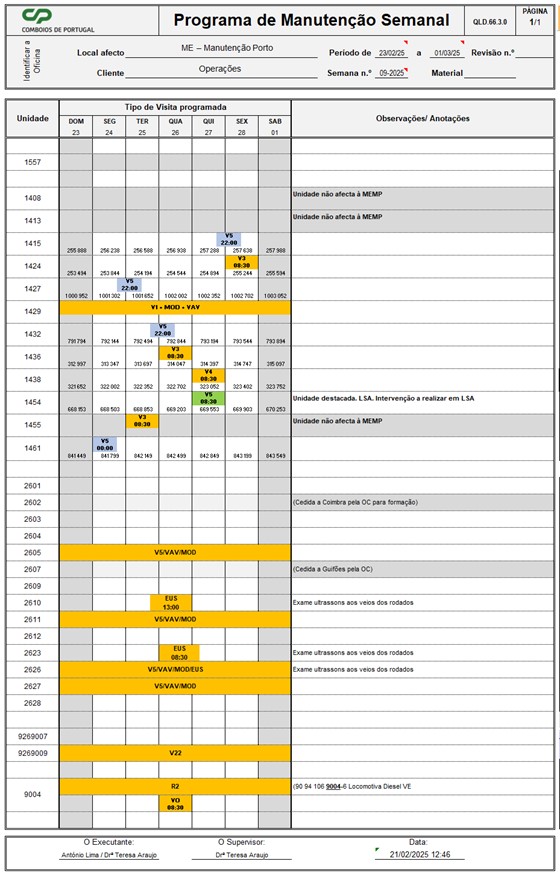 CP
COMBOIOS DE PORTUGAL
Programa de Manutenção Semanal
QLD.66.3.0
PÁGINA
1/1
Identificar a Oficina
Local afecto ME – Manutenção Porto Periodo de 23/02/25 a 01/03/25 Revisão n.º
Cliente Operações Semana n.º 09-2025 Material
Unidade Tipo de Visita programada Observações/ Anotações
DOM SEG TER QUA QUI SEX SAB
23 24 25 26 27 28 01
1557
1408 Unidade não afecta à MEMP
1413 Unidade não afecta à MEMP
1415 V5 22:00
255 888 256 238 256 588 256 938 257 288 257 638 257 988
1424 V3 08:30
253 494 253 844 254 194 254 544 254 894 255 244 255 594
1427 V5 22:00
1000 952 1001302 1001652 1002 002 1002 352 1002 702 1003 052
1429 V1 + MOD + VAV
1432 V5 22:00
791 794 792 144 792 494 792 844 793 194 793 544 793 894
1436 V3 08:30
312 997 313 347 313 697 314 047 314 397 314 747 315 097
1438 V4 08:30
321 652 322 002 322 352 322 702 323 052 323 402 323 752
1454 V5 08:30 Unidade destacada. LSA. Intervenção a realizar em LSA
668 153 668 503 668 853 669 203 669 553 669 903 670 253
1455 V3 08:30 Unidade não afecta à MEMP
1461 V5 00:00
841 449 841 799 842 149 842 499 842 849 843 199 843 549
2601
2602 (Cedida a Coimbra pela OC para formação)
2603
2604
2605 V5/VAV/MOD
2607 (Cedida a Guifões pela OC)
2609
2610 EUS 13:00 Exame ultrassons aos veios dos rodados
2611 V5/VAV/MOD
2612
2623 EUS 08:30 Exame ultrassons aos veios dos rodados
2626 V5/VAV/MOD/EUS Exame ultrassons aos veios dos rodados
2627 V5/VAV/MOD
2628
9269007
9269009 V22
9004 R2 (90 94 106 9004-6 Locomotiva Diesel VE
VO 08:30
O Executante: O Supervisor: Data:
António Lima / Drª Teresa Araujo Drª Teresa Araujo 21/02/2025 12:46